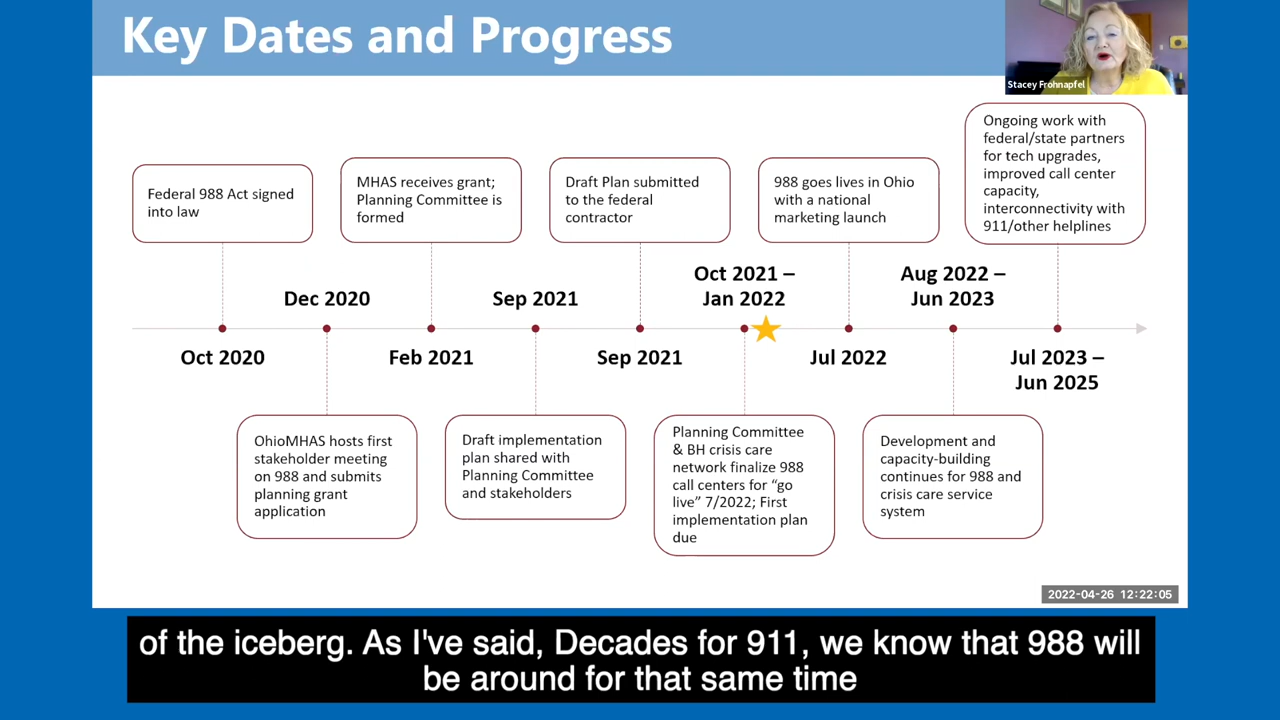 Key Dates and Progress
Stacey Frohnapfel
Federal 988 Act signed
into law
MHAS receives grant;
Planning Committee is
formed
Draft Plan submitted
to the federal
contractor
988 goes lives in Ohio
with a national
marketing launch
Ongoing work with
federal/state partners
for tech upgrades,
improved call center
capacity,
interconnectivity with
911/other helplines
Dec 2020
Sep 2021
Oct 2021 –
Jan 2022
Aug 2022 –
Jun 2023
Oct 2020
Feb 2021
Sep 2021
Jul 2022
Jul 2023 –
Jun 2025
OhioMHAS hosts first
stakeholder meeting
on 988 and submits
planning grant
application
Draft implementation
plan shared with
Planning Committee
and stakeholders
Planning Committee
& BH crisis care
network finalize 988
call centers for “go
live” 7/2022; First
implementation plan
due
Development and
capacity-building
continues for 988 and
crisis care service
system
2022-04-26 12:22:05
of the iceberg. As I've said, Decades for 911, we know that 988 will
be around for that same time